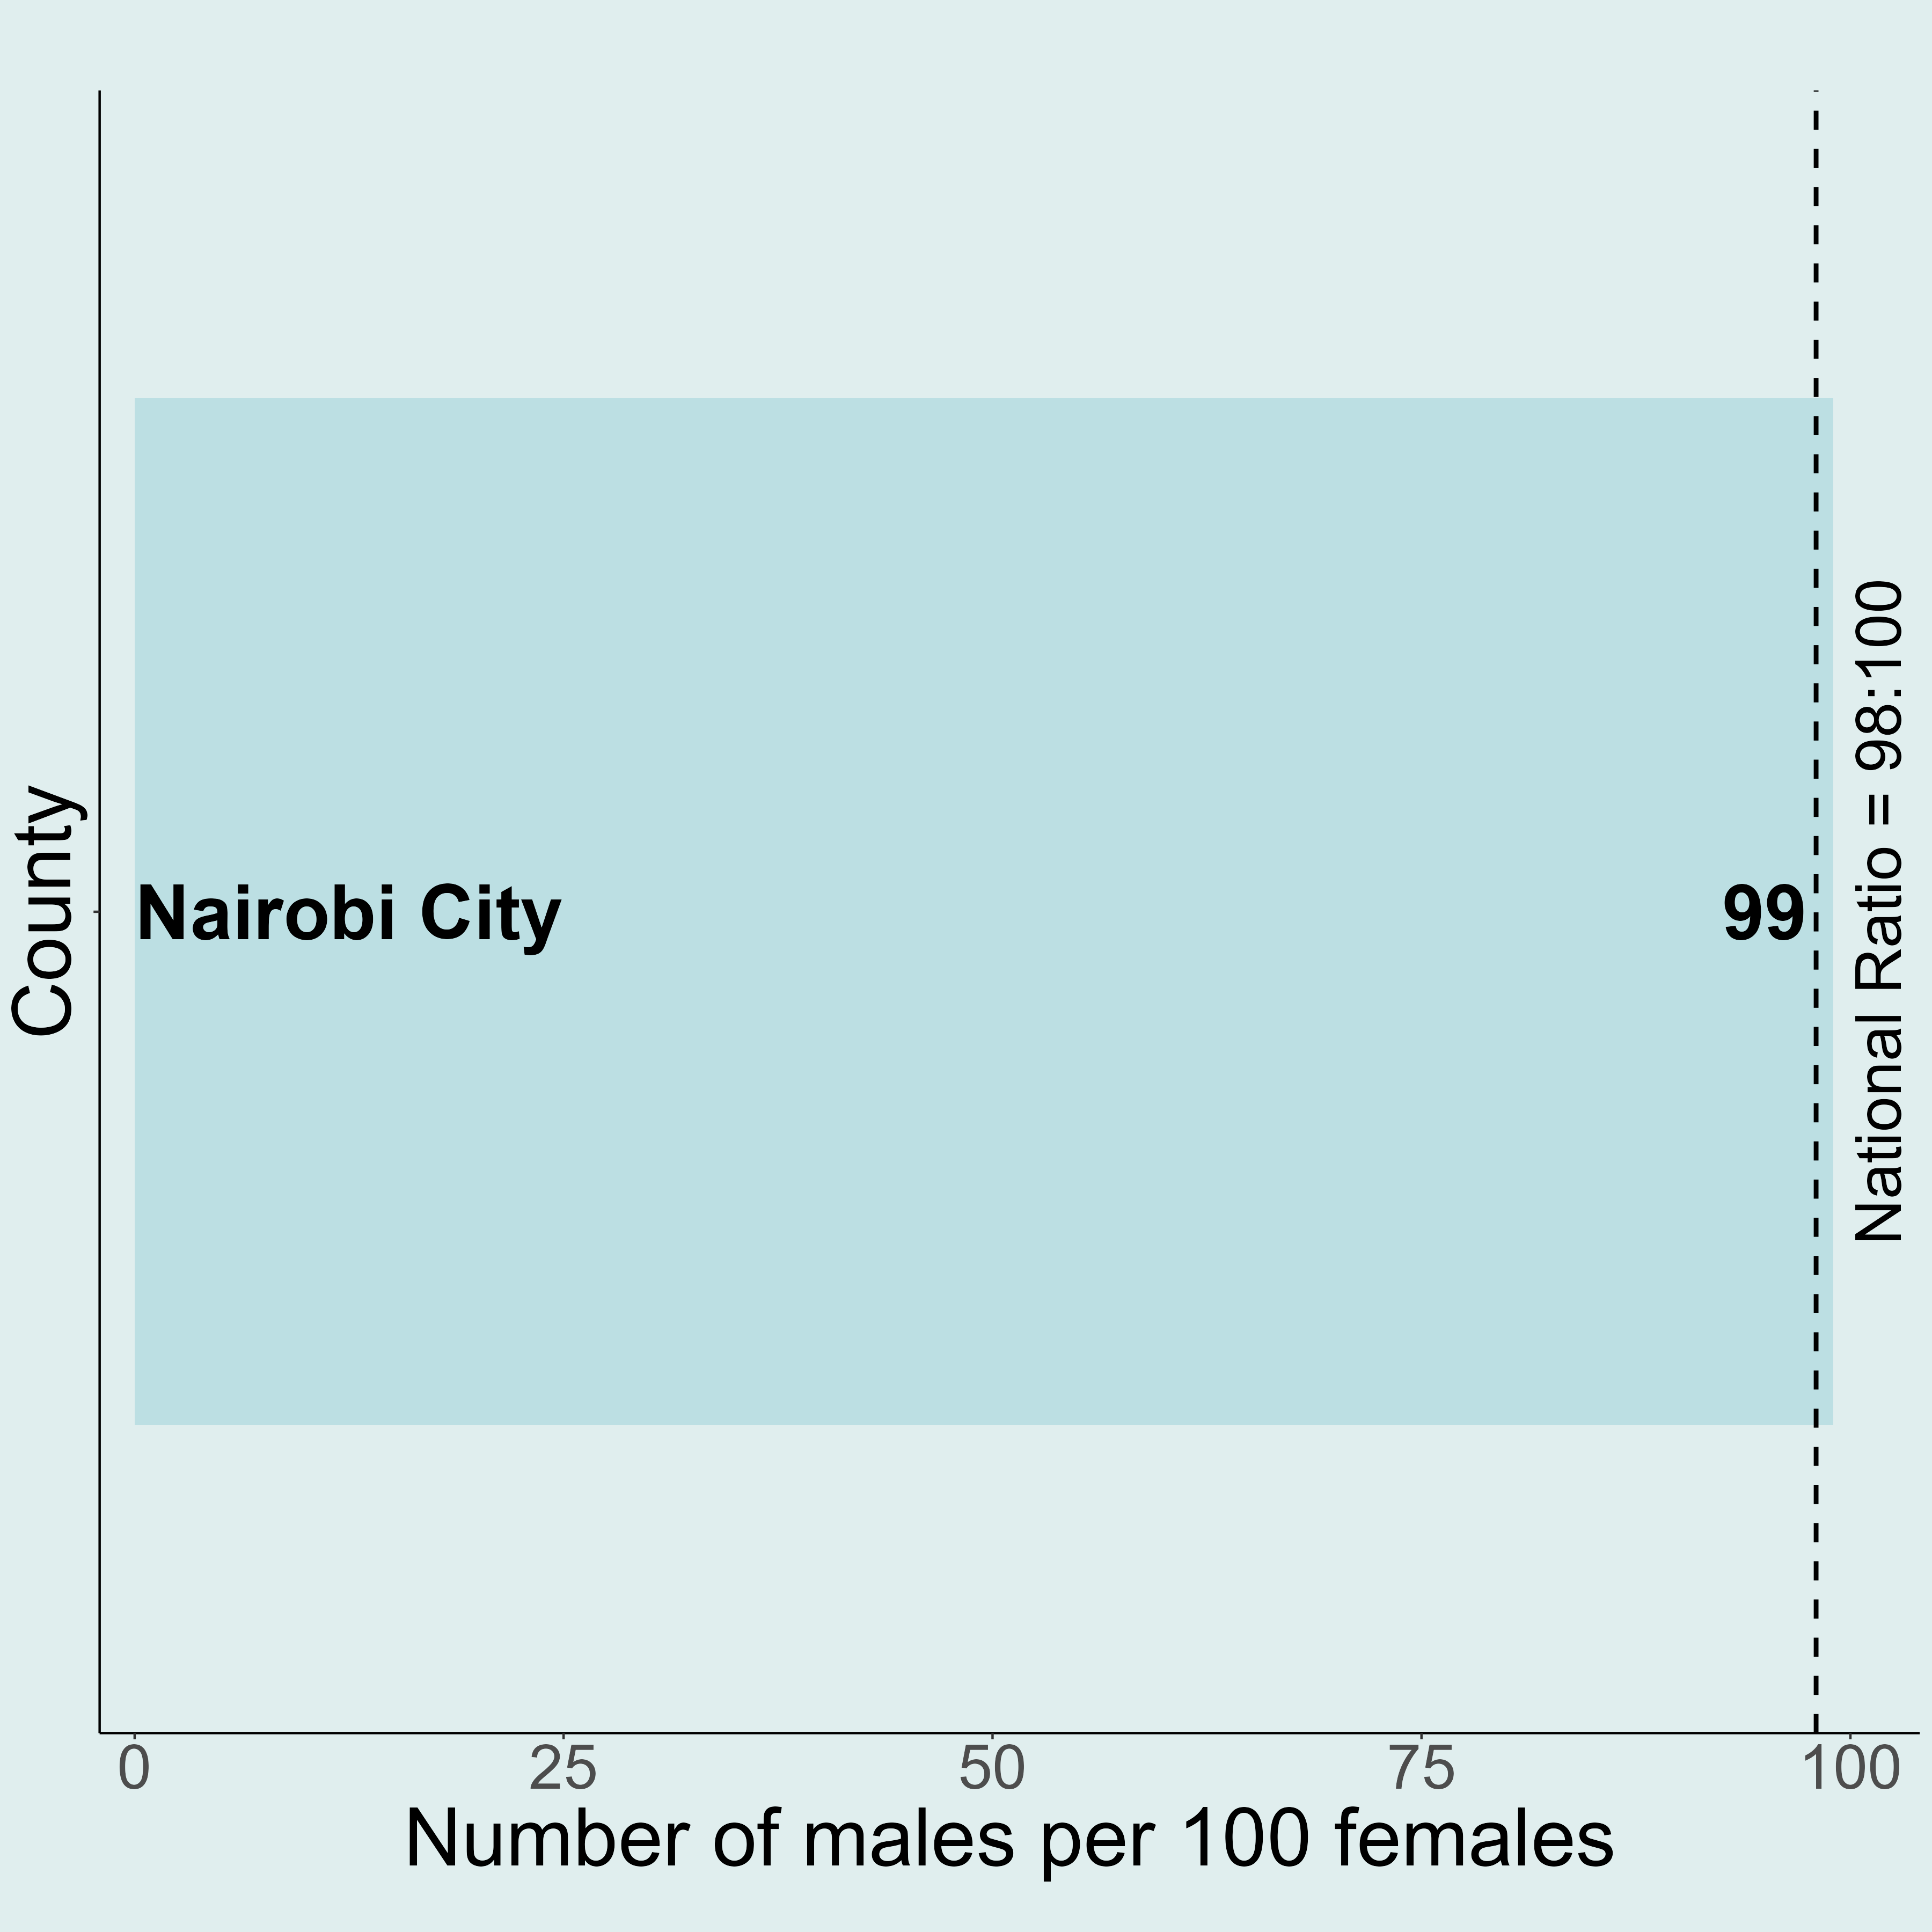 County
Nairobi City
99
National Ratio = 98:100
0
25
50
75
100
Number of males per 100 females